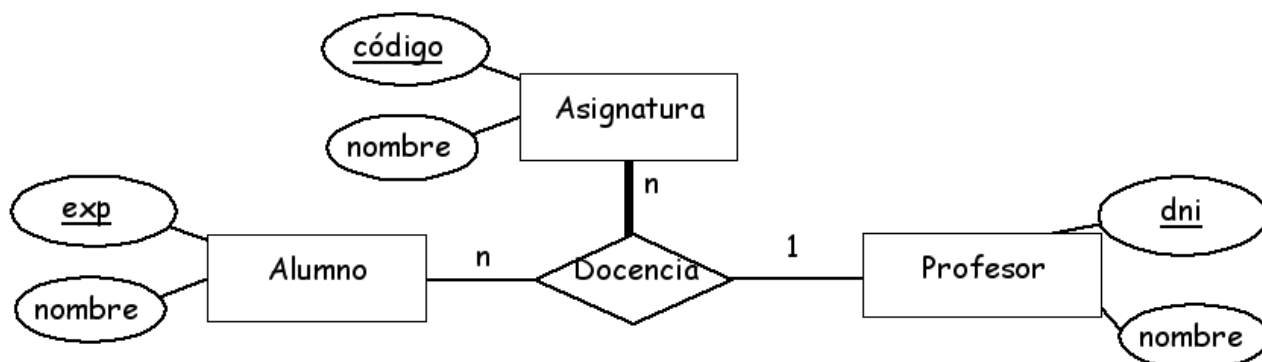 código
Asignatura
nombre
n
exp
dni
Alumno
n
Docencia
1
Profesor
nombre
nombre